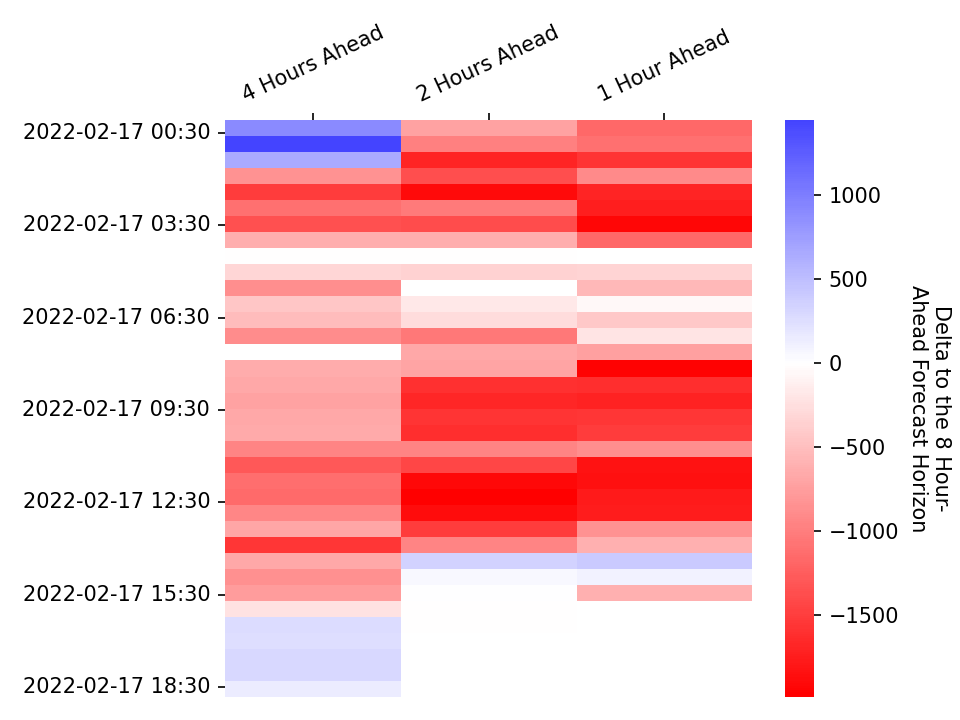 4 Hours Ahead
2 Hours Ahead
1 Hour Ahead
2022-02-17 00:30
2022-02-17 03:30
2022-02-17 06:30
2022-02-17 09:30
2022-02-17 12:30
2022-02-17 15:30
2022-02-17 18:30
1000
500
0
−500
−1000
−1500
Delta to the 8 Hour-
Ahead Forecast Horizon